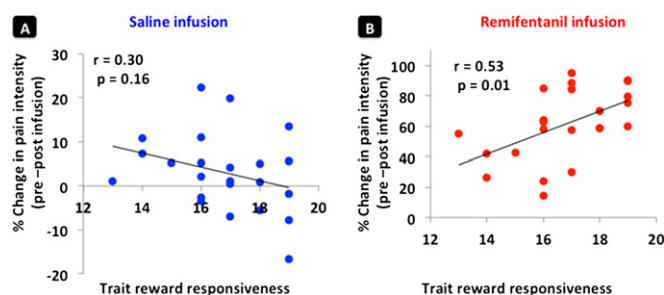 A
Saline infusion
r = 0.30
p = 0.16
% Change in pain intensity
(pre –post infusion)
30
20
10
0
-10
-20
12
14
16
18
20
Trait reward responsiveness
B
Remifentanil infusion
r = 0.53
p = 0.01
% Change in pain intensity
(pre –post infusion)
100
80
60
40
20
0
12
14
16
18
20
Trait reward responsiveness